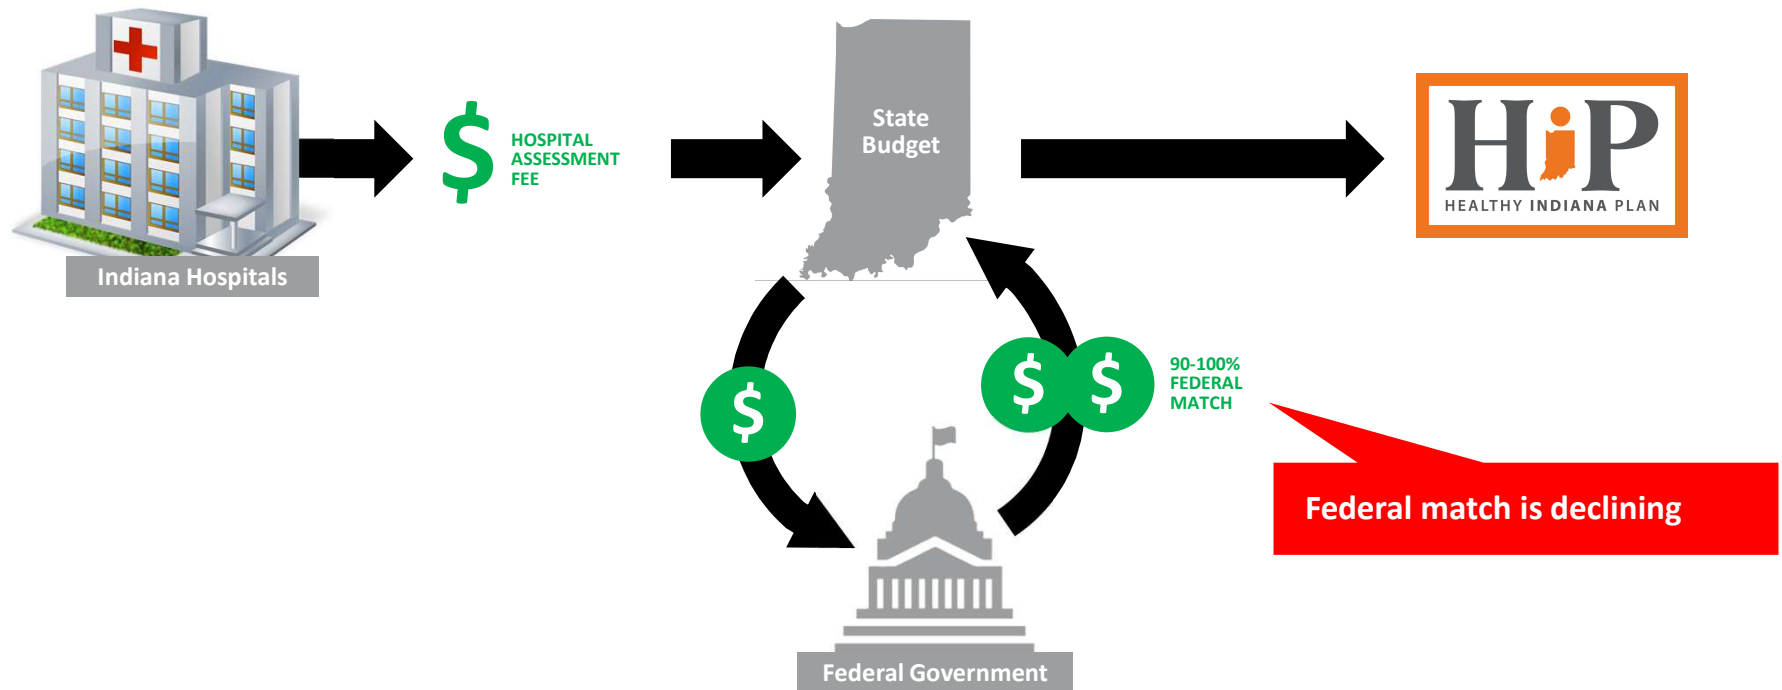 Indiana Hospitals
$
HOSPITAL
ASSESSMENT
FEE
State
Budget
HiP
HEALTHY INDIANA PLAN
$
$ $
90-100%
FEDERAL
MATCH
Federal match is declining
Federal Government